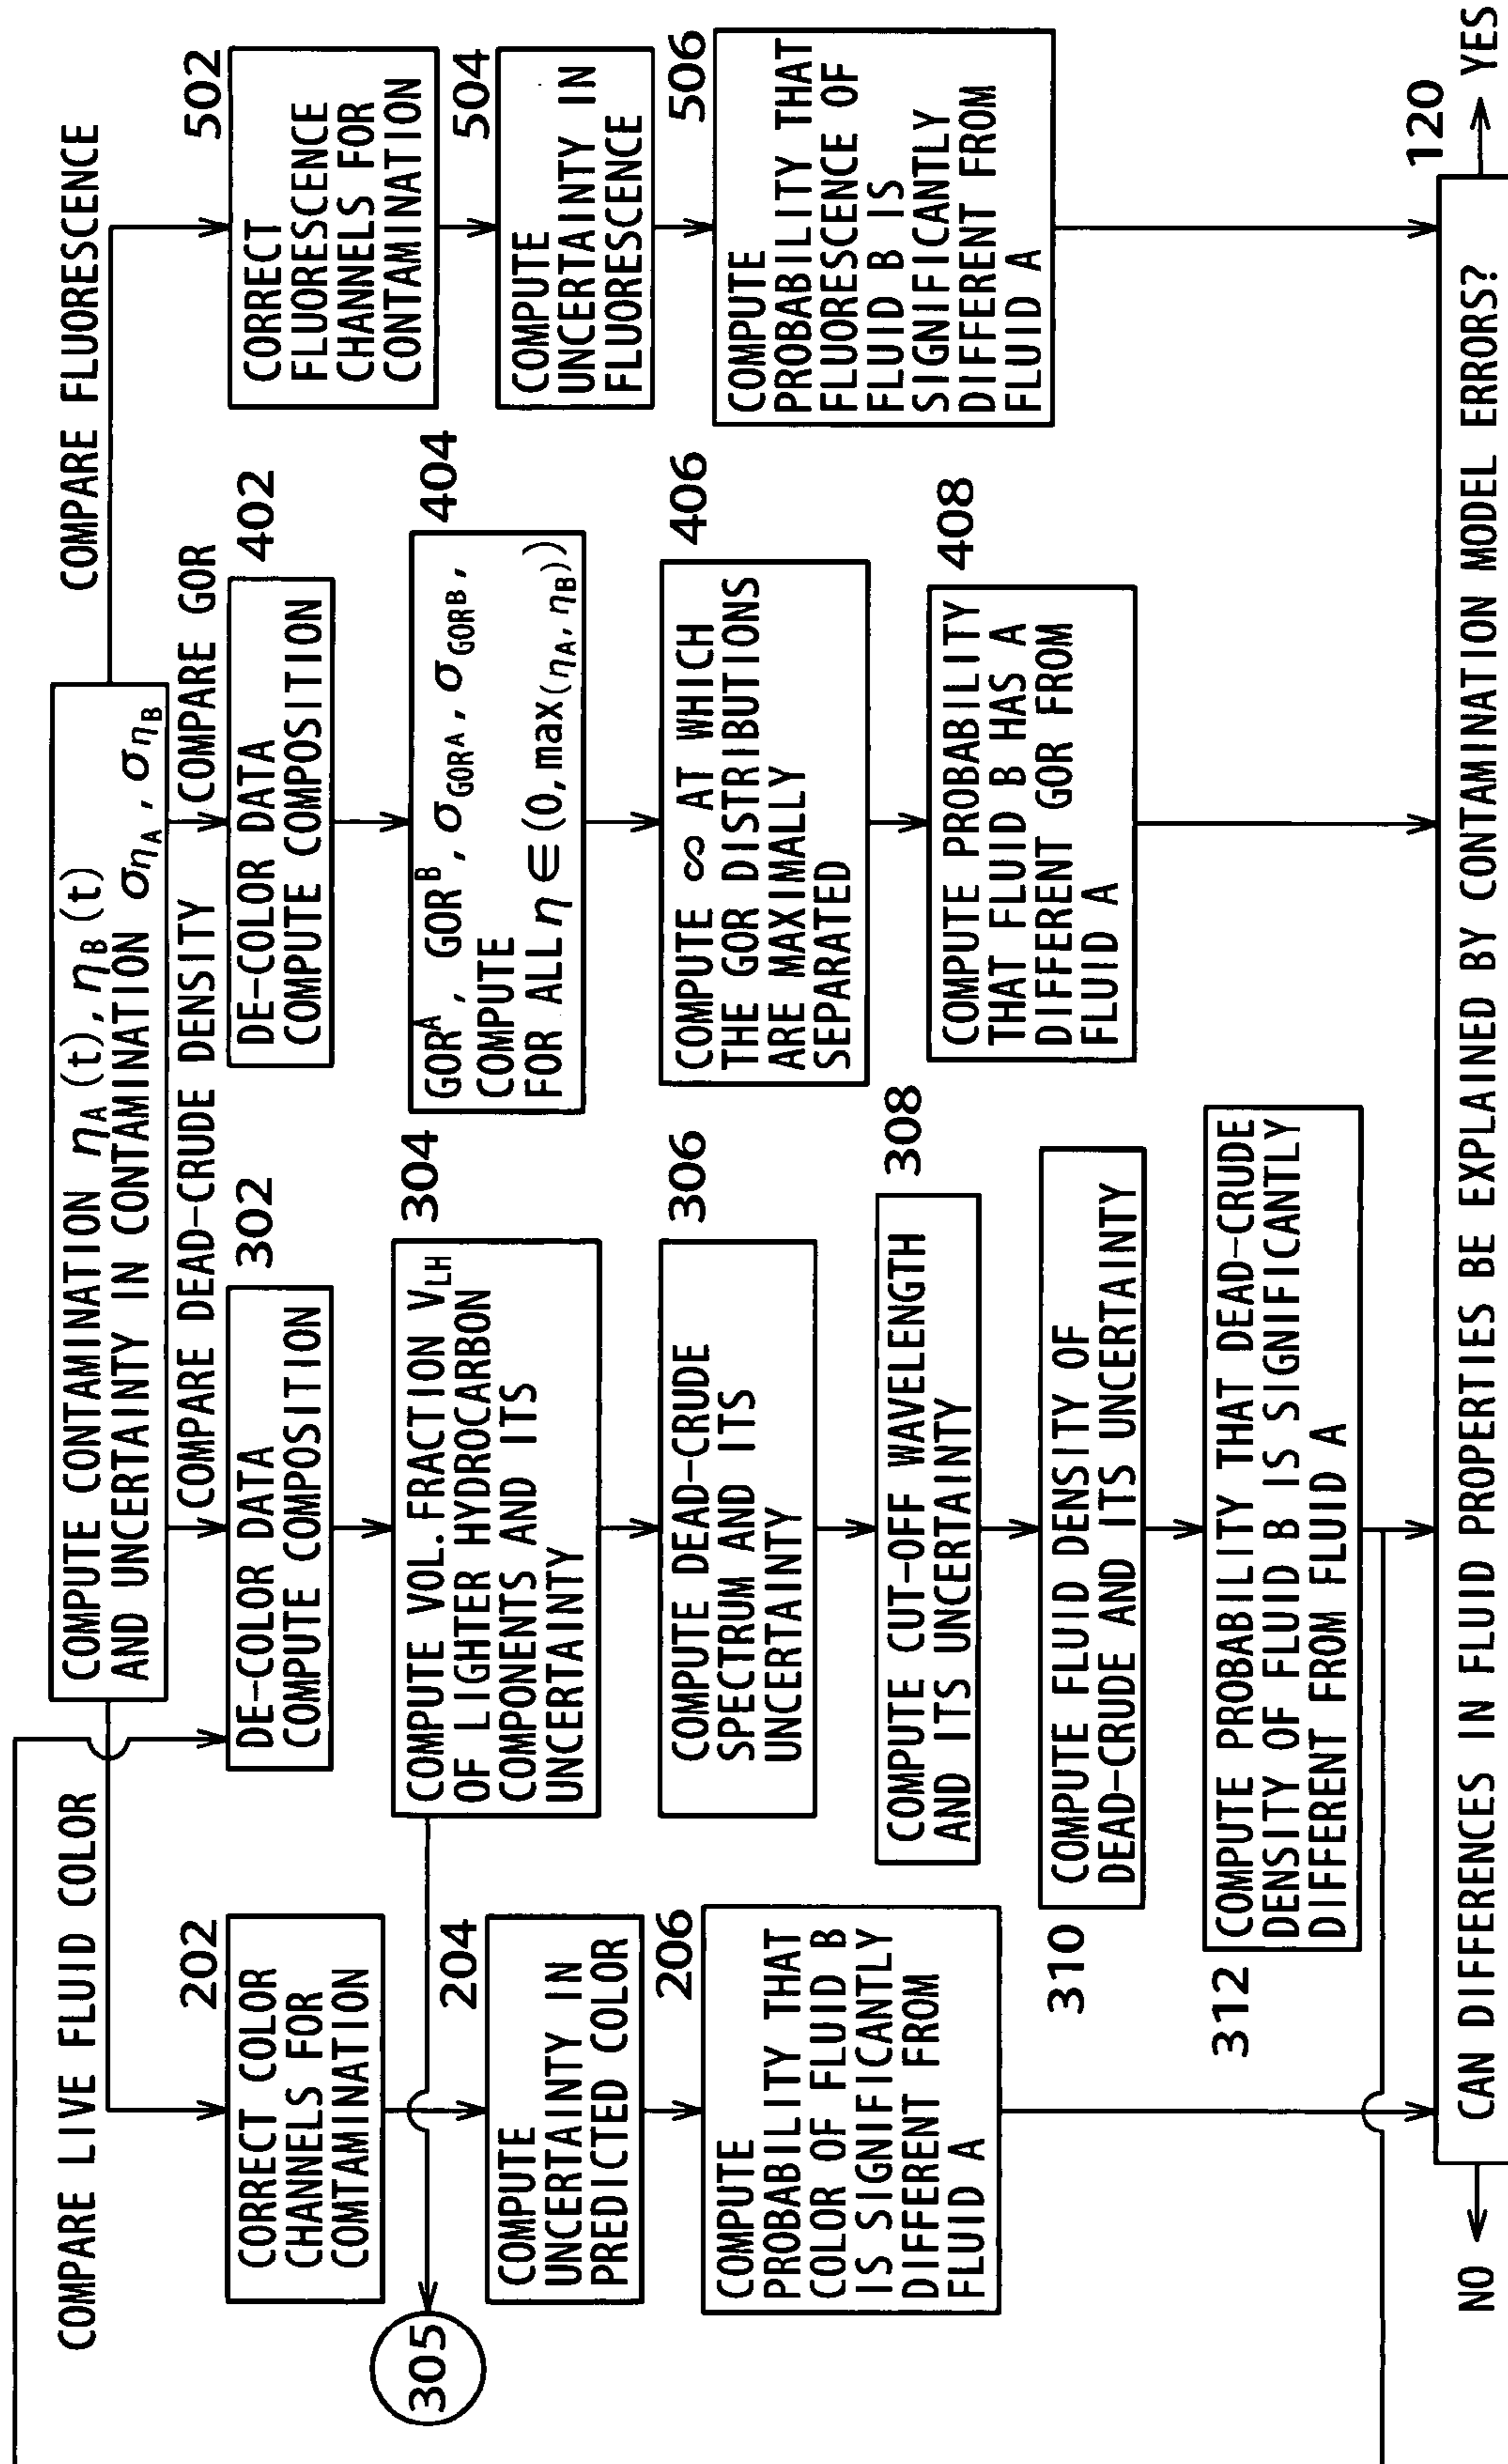 COMPUTE CONTAMINATION ηA (t), ηB (t)
AND UNCERTAINTY IN CONTAMINATION σηA, σηB
COMPARE LIVE FLUID COLOR
202
CORRECT COLOR
CHANNELS FOR
COMTAMINATION
204
COMPUTE
UNCERTAINTY IN
PREDICTED COLOR
206
COMPUTE
PROBABILITY THAT
COLOR OF FLUID B
IS SIGNIFICANTLY
DIFFERENT FROM
FLUID A
COMPARE DEAD-CRUDE DENSITY
302
DE-COLOR DATA
COMPUTE COMPOSITION
304
COMPUTE VOL. FRACTION VLH
OF LIGHTER HYDROCARBON
COMPONENTS AND ITS
UNCERTAINTY
305
306
COMPUTE DEAD-CRUDE
SPECTRUM AND ITS
UNCERTAINTY
308
COMPUTE CUT-OFF WAVELENGTH
AND ITS UNCERTAINTY
310
COMPUTE FLUID DENSITY OF
DEAD-CRUDE AND ITS UNCERTAINTY
312
COMPUTE PROBABILITY THAT DEAD-CRUDE
DENSITY OF FLUID B IS SIGNIFICANTLY
DIFFERENT FROM FLUID A
COMPARE GOR
402
DE-COLOR DATA
COMPUTE COMPOSITION
404
GORA, GORB, σGORA, σGORB,
COMPUTE
FOR ALL η ∈ (0, max(ηA, ηB))
406
COMPUTE ∽ AT WHICH
THE GOR DISTRIBUTIONS
ARE MAXIMALLY
SEPARATED
408
COMPUTE PROBABILITY
THAT FLUID B HAS A
DIFFERENT GOR FROM
FLUID A
COMPARE FLUORESCENCE
502
CORRECT
FLUORESCENCE
CHANNELS FOR
CONTAMINATION
504
COMPUTE
UNCERTAINTY IN
FLUORESCENCE
506
COMPUTE
PROBABILITY THAT
FLUORESCENCE OF
FLUID B IS
SIGNIFICANTLY
DIFFERENT FROM
FLUID A
120
NO
CAN DIFFERENCES IN FLUID PROPERTIES BE EXPLAINED BY CONTAMINATION MODEL ERRORS?
YES